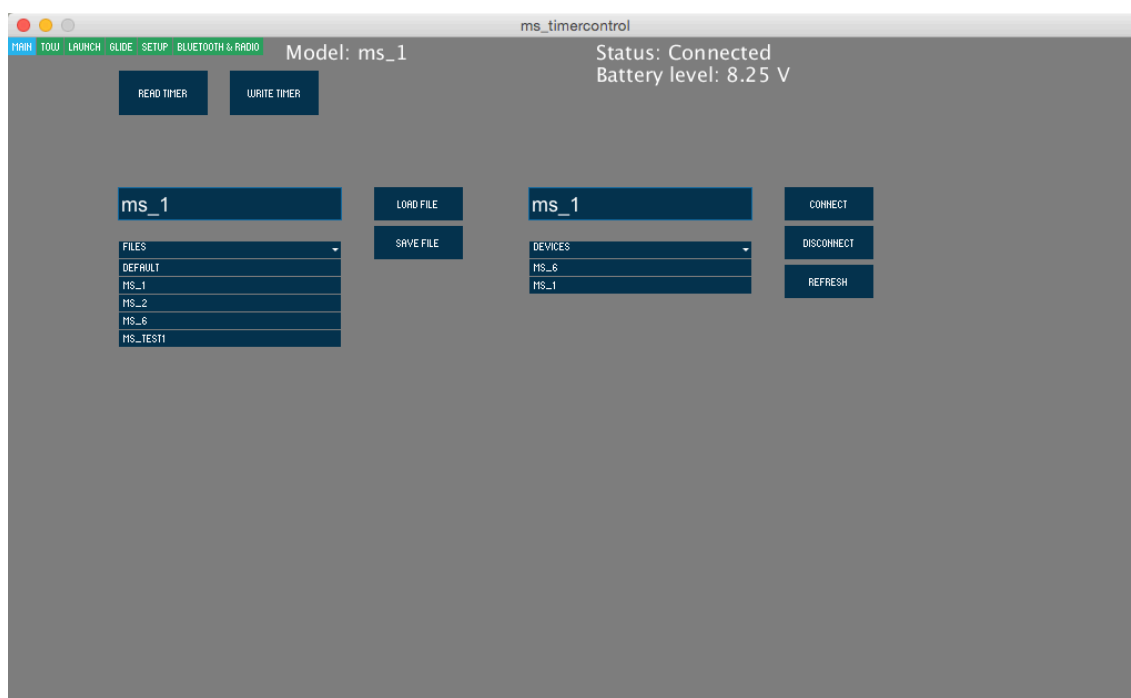 ms_timercontrol
MAIN TOW LAUNCH GLIDE SETUP BLUETOOTH & RADIO
Model: ms_1
Status: Connected
Battery level: 8.25 V
READ TIMER
WRITE TIMER
ms_1
LOAD FILE
SAVE FILE
FILES
DEFAULT
MS_1
MS_2
MS_6
MS_TEST1
ms_1
CONNECT
DISCONNECT
REFRESH
DEVICES
MS_6
MS_1